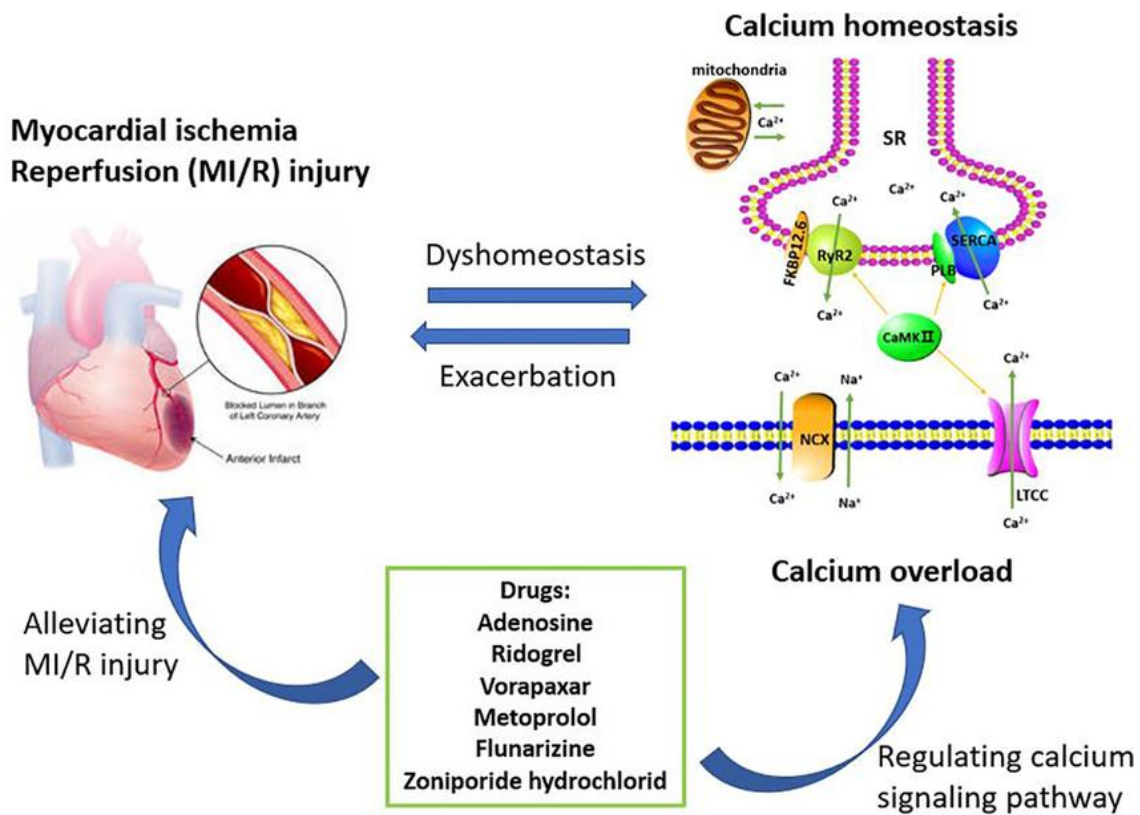 Calcium homeostasis
mitochondria
Ca²⁺
SR
Ca²⁺
Ca²⁺
Ca²⁺
FKBP12.6
RyR2
PLB
SERCA
Ca²⁺
Ca²⁺
CaMKⅡ
Myocardial ischemia
Reperfusion (MI/R) injury
Blocked Lumen in Branch
of Left Coronary Artery
Anterior Infarct
Dyshomeostasis
Exacerbation
Ca²⁺
Na⁺
Ca²⁺
NCX
LTCC
Ca²⁺
Na⁺
Ca²⁺
Calcium overload
Alleviating
MI/R injury
Drugs:
Adenosine
Ridogrel
Vorapaxar
Metoprolol
Flunarizine
Zoniporide hydrochlorid
Regulating calcium
signaling pathway